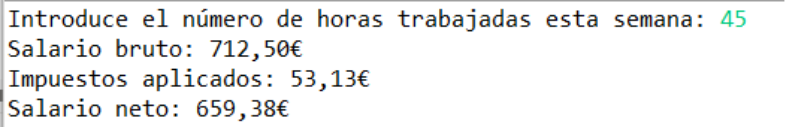 Introduce el número de horas trabajadas esta semana: 45
Salario bruto: 712,50€
Impuestos aplicados: 53,13€
Salario neto: 659,38€